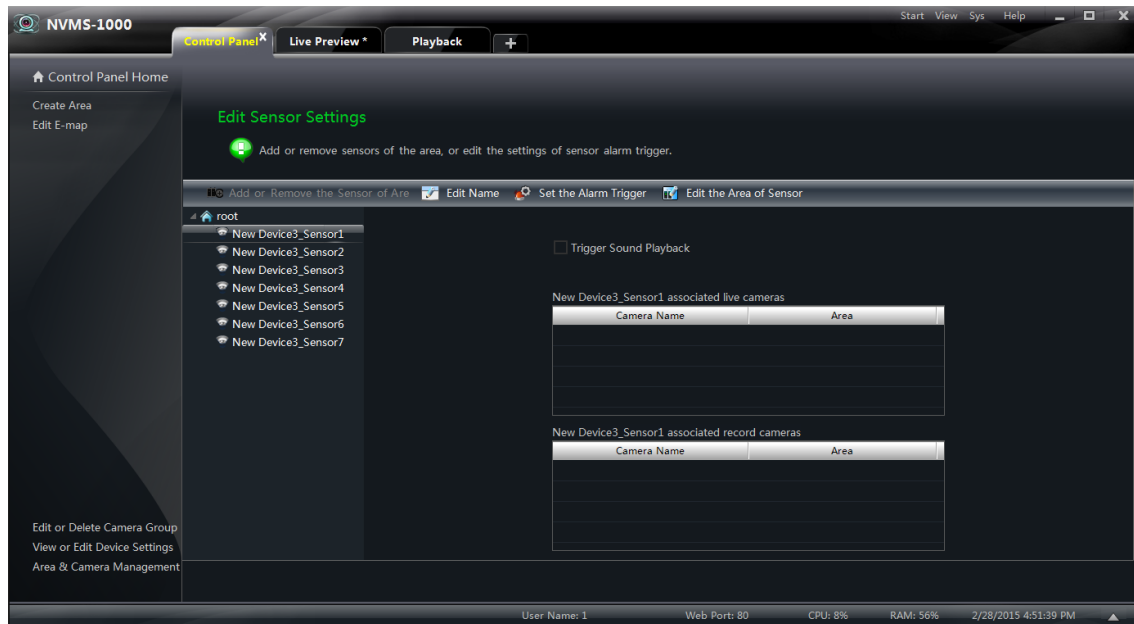 NVMS-1000
Start View Sys Help
Control Panel X Live Preview * Playback +
Control Panel Home
Create Area
Edit E-map
Edit Sensor Settings
Add or remove sensors of the area, or edit the settings of sensor alarm trigger.
Add or Remove the Sensor of Are Edit Name Set the Alarm Trigger Edit the Area of Sensor
root
New Device3_Sensor1
New Device3_Sensor2
New Device3_Sensor3
New Device3_Sensor4
New Device3_Sensor5
New Device3_Sensor6
New Device3_Sensor7
Trigger Sound Playback
New Device3_Sensor1 associated live cameras
Camera Name Area
New Device3_Sensor1 associated record cameras
Camera Name Area
Edit or Delete Camera Group
View or Edit Device Settings
Area & Camera Management
User Name: 1 Web Port: 80 CPU: 8% RAM: 56% 2/28/2015 4:51:39 PM